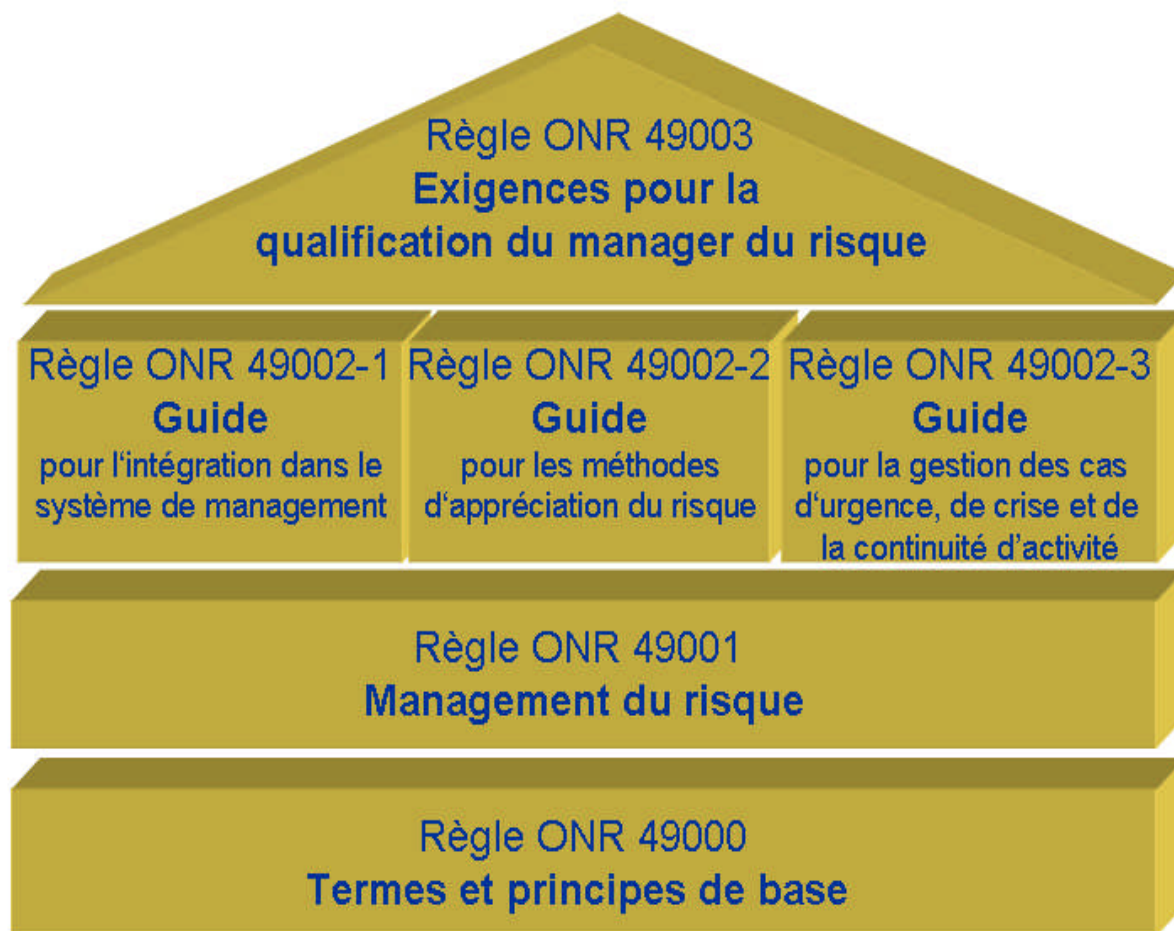 Règle ONR 49003
Exigences pour la
qualification du manager du risque
Règle ONR 49002-1
Guide
pour l‘intégration dans le
système de management
Règle ONR 49002-2
Guide
pour les méthodes
d‘appréciation du risque
Règle ONR 49002-3
Guide
pour la gestion des cas
d‘urgence, de crise et de
la continuité d’activité
Règle ONR 49001
Management du risque
Règle ONR 49000
Termes et principes de base